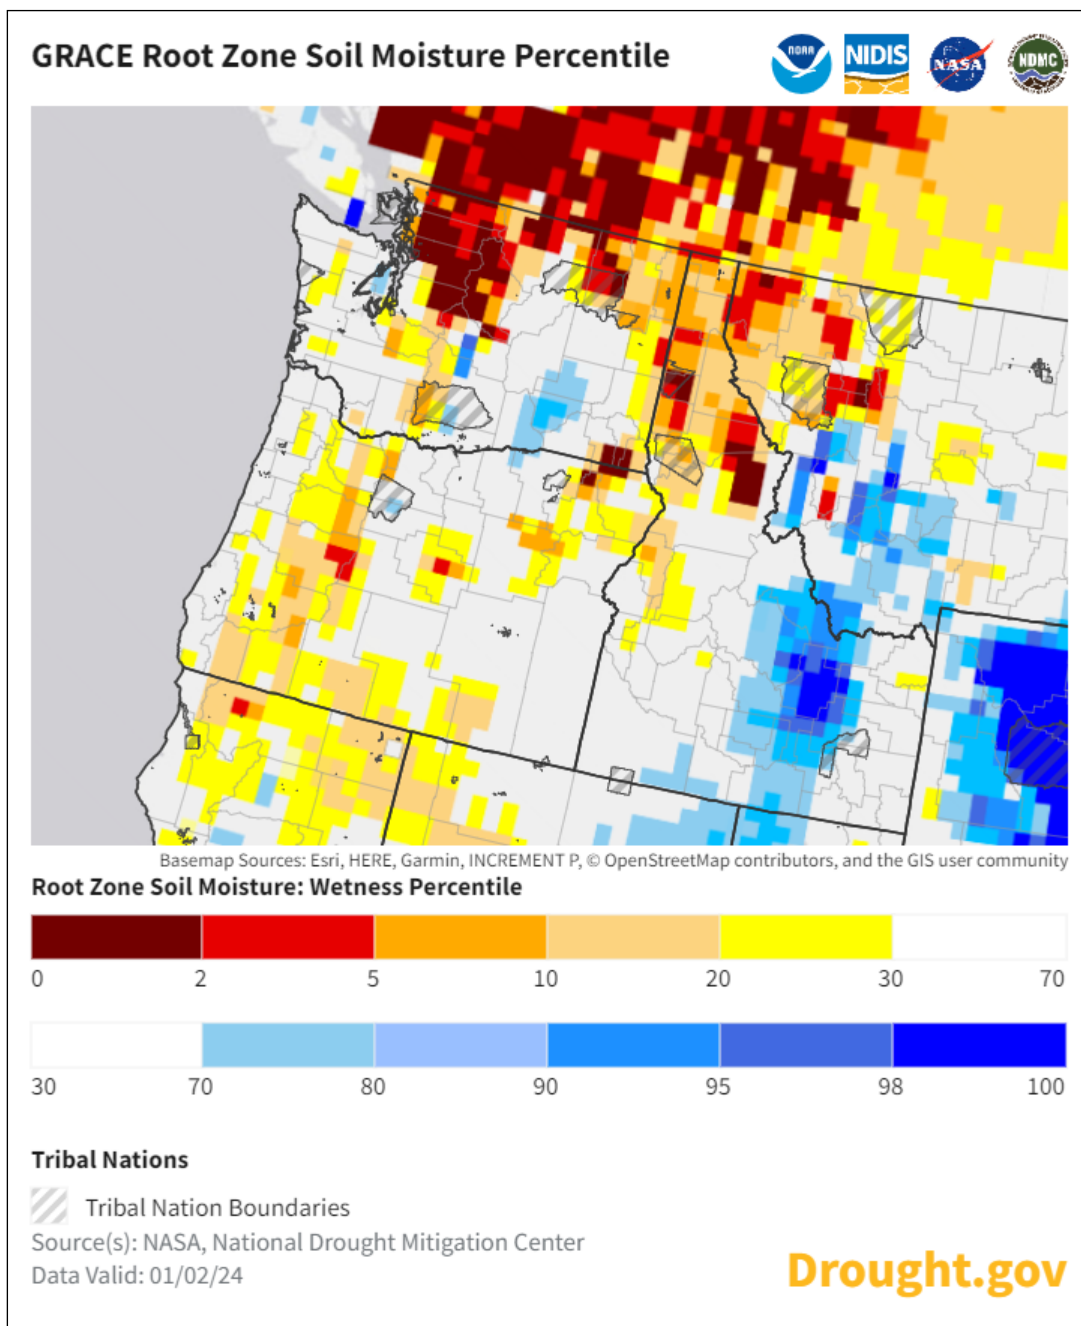 GRACE Root Zone Soil Moisture Percentile
NOAA
NIDIS
NASA
NDMC
Basemap Sources: Esri, HERE, Garmin, INCREMENT P, © OpenStreetMap contributors, and the GIS user community
Root Zone Soil Moisture: Wetness Percentile
0 2 5 10 20 30 70
30 70 80 90 95 98 100
Tribal Nations
Tribal Nation Boundaries
Source(s): NASA, National Drought Mitigation Center
Data Valid: 01/02/24
Drought.gov